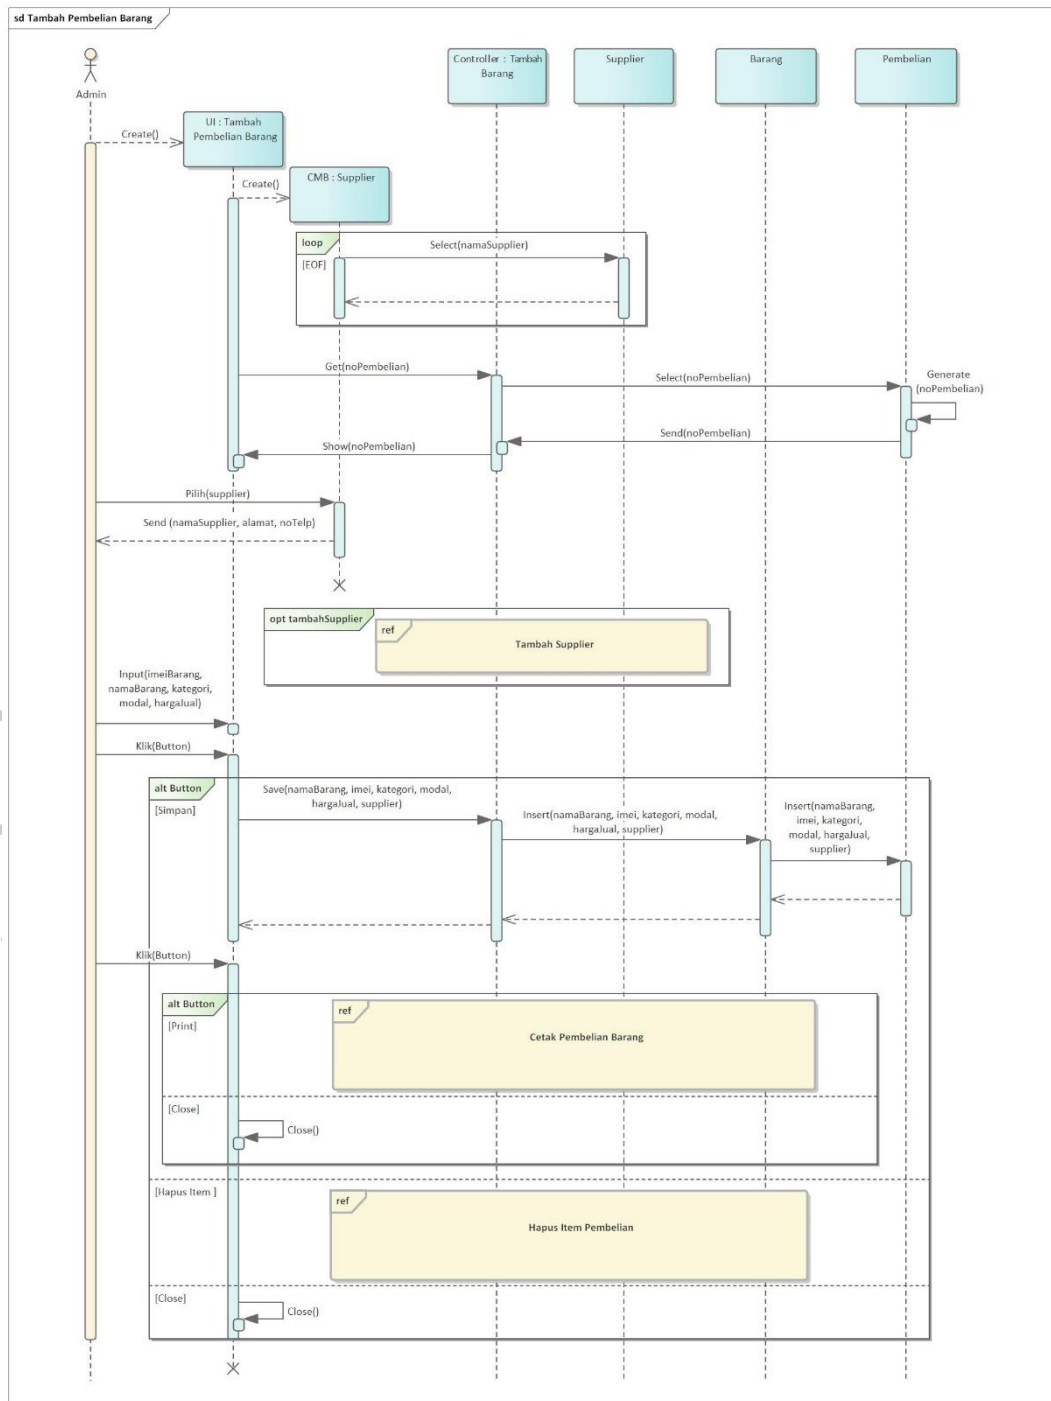 sd Tambah Pembelian Barang
Admin
Controller : Tambah
Barang
Supplier
Barang
Pembelian
UI : Tambah
Pembelian Barang
Create()
CMB : Supplier
Create()
loop
[EOF]
Select(namaSupplier)
Get(noPembelian)
Select(noPembelian)
Generate
(noPembelian)
Send(noPembelian)
Show(noPembelian)
Pilih(supplier)
Send (namaSupplier, alamat, noTelp)
opt tambahSupplier
ref
Tambah Supplier
Input(imeiBarang,
namaBarang, kategori,
modal, hargaJual)
Klik(Button)
alt Button
[Simpan]
Save(namaBarang, imei, kategori, modal,
hargaJual, supplier)
Insert(namaBarang, imei, kategori, modal,
hargaJual, supplier)
Insert(namaBarang,
imei, kategori,
modal, hargaJual,
supplier)
Klik(Button)
alt Button
[Print]
ref
Cetak Pembelian Barang
[Close]
Close()
[Hapus Item ]
ref
Hapus Item Pembelian
[Close]
Close()